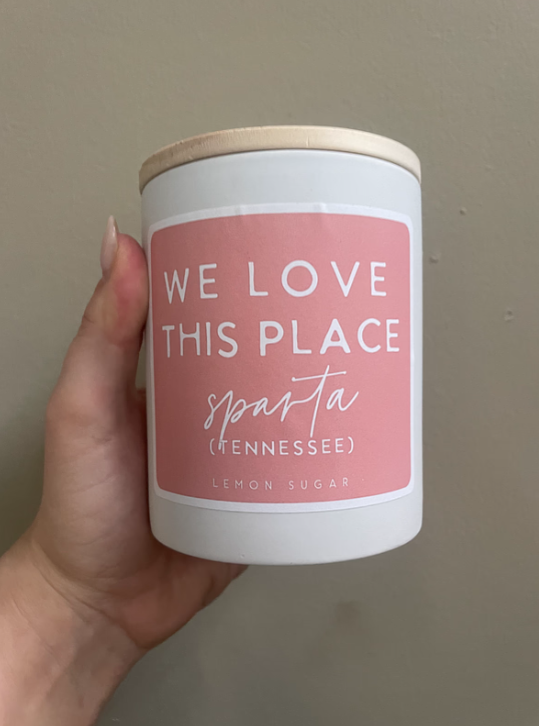 WE LOVE
THIS PLACE
sparta
(TENNESSEE)
LEMON SUGAR